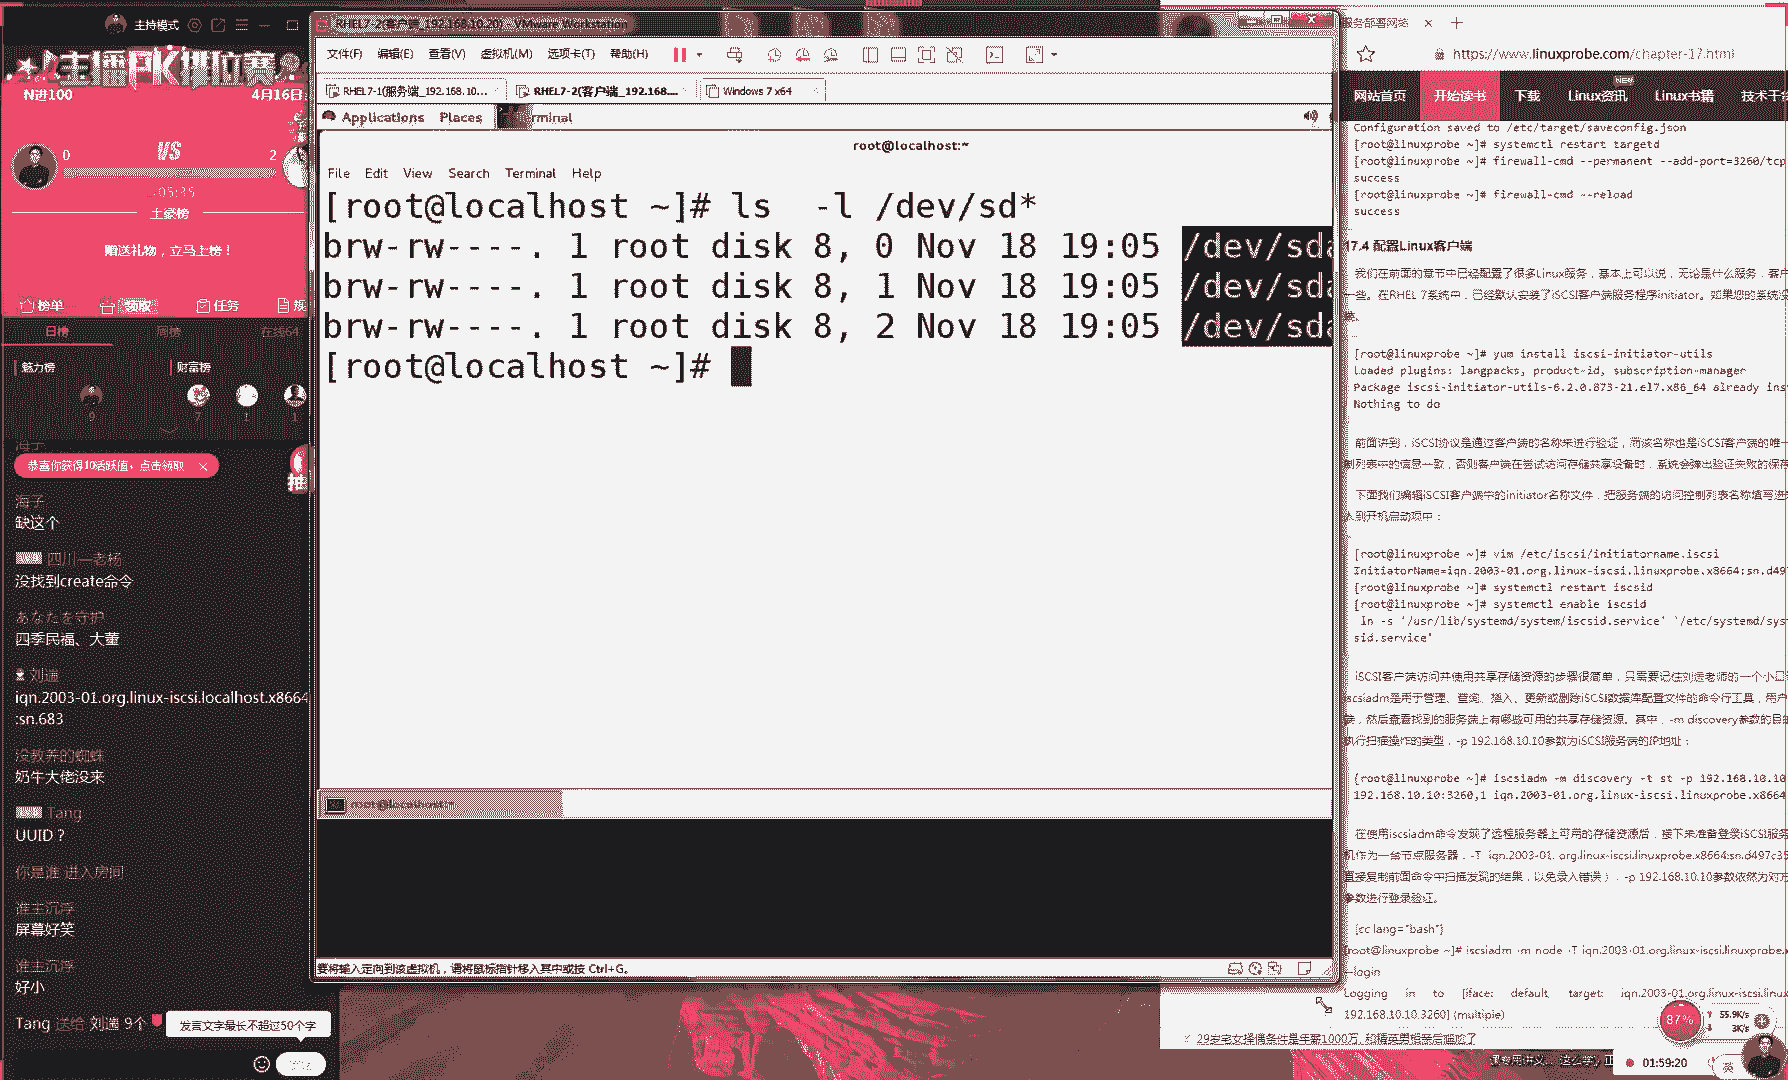 主持模式
主播PK排位赛
N进100
4月16日
0
VS
2
土豪榜
赠送礼物，立马上榜！
榜单
领取
任务
日榜
周榜
在线64
魅力榜
财富榜
9
7
1
1
恭喜你获得10活跃值，点击领取
海子
缺这个
四川—老杨
没找到create命令
あなたを守护
四季民福、大董
刘遄
iqn.2003-01.org.linux-iscsi.localhost.x8664
:sn.683
没教养的蜘蛛
奶牛大佬没来
Tang
UUID？
你是谁 进入房间
谁主沉浮
屏幕好笑
谁主沉浮
好小
Tang 送给 刘遄 9个
发言文字最长不超过50个字
RHEL7-2(客户端_192.168.10.20) - VMware Workstation
文件(F) 编辑(E) 查看(V) 虚拟机(M) 选项卡(T) 帮助(H)
RHEL7-1(服务端_192.168.10...
RHEL7-2(客户端_192.168....
Windows 7 x64
Applications Places Terminal
root@localhost:~
File Edit View Search Terminal Help
[root@localhost ~]# ls  -l /dev/sd*
brw-rw----. 1 root disk 8, 0 Nov 18 19:05 /dev/sda
brw-rw----. 1 root disk 8, 1 Nov 18 19:05 /dev/sda
brw-rw----. 1 root disk 8, 2 Nov 18 19:05 /dev/sda
[root@localhost ~]#
root@localhost:~
要将输入定向到该虚拟机，请将鼠标指针移入其中或按 Ctrl+G。
服务部署网络
https://www.linuxprobe.com/chapter-17.html
网站首页 开始读书 下载 Linux资讯 Linux书籍
NEW
Configuration saved to /etc/target/saveconfig.json
[root@linuxprobe ~]# systemctl restart targetd
[root@linuxprobe ~]# firewall-cmd --permanent --add-port=3260/tcp
success
[root@linuxprobe ~]# firewall-cmd --reload
success
17.4 配置Linux客户端
我们在前面的章节中已经配置了很多Linux服务，基本上可以说，无论是什么服务，客户
一些。在RHEL 7系统中，已经默认安装了iSCSI客户端服务程序initiator。如果您的系统没
[root@linuxprobe ~]# yum install iscsi-initiator-utils
Loaded plugins: langpacks, product-id, subscription-manager
Package iscsi-initiator-utils-6.2.0.873-21.el7.x86_64 already ins
Nothing to do
前面讲到，iSCSI协议是通过客户端的名称来进行验证，而该名称也是iSCSI客户端的唯一
制列表中的信息一致，否则客户端在尝试访问存储共享设备时，系统会弹出验证失败的保存
下面我们编辑iSCSI客户端中的initiator名称文件，把服务端的访问控制列表名称填写进
入到开机启动项中：
[root@linuxprobe ~]# vim /etc/iscsi/initiatorname.iscsi
InitiatorName=iqn.2003-01.org.linux-iscsi.linuxprobe.x8664:sn.d497
[root@linuxprobe ~]# systemctl restart iscsid
[root@linuxprobe ~]# systemctl enable iscsid
ln -s '/usr/lib/systemd/system/iscsid.service' '/etc/systemd/sys
sid.service'
iSCSI客户端访问并使用共享存储资源的步骤很简单，只需要记住刘遄老师的一个小口
iscsiadm是用于管理、查询、插入、更新或删除iSCSI数据库配置文件的命令行工具，用户
，然后查看找到的服务端上有哪些可用的共享存储资源。其中，-m discovery参数的目
执行扫描操作的类型，-p 192.168.10.10参数为iSCSI服务端的IP地址：
[root@linuxprobe ~]# iscsiadm -m discovery -t st -p 192.168.10.10
192.168.10.10:3260,1 iqn.2003-01.org.linux-iscsi.linuxprobe.x8664
在使用iscsiadm命令发现了远程服务器上可用的存储资源后，接下来准备登录iSCSI服务
机作为一台节点服务器，-T iqn.2003-01. org.linux-iscsi.linuxprobe.x8664:sn.d497c35
直接复制前面命令中扫描发现的结果，以免录入错误），-p 192.168.10.10参数依然为对方
参数进行登录验证。
[cc lang="bash"]
root@linuxprobe ~]# iscsiadm -m node -T iqn.2003-01.org.linux-iscsi.linuxprobe
--login
Logging in to [iface: default, target: iqn.2003-01.org.linux-iscsi.linux
192.168.10.10,3260] (multiple)
87%
55.9K/s
3K/s
01:59:20
英